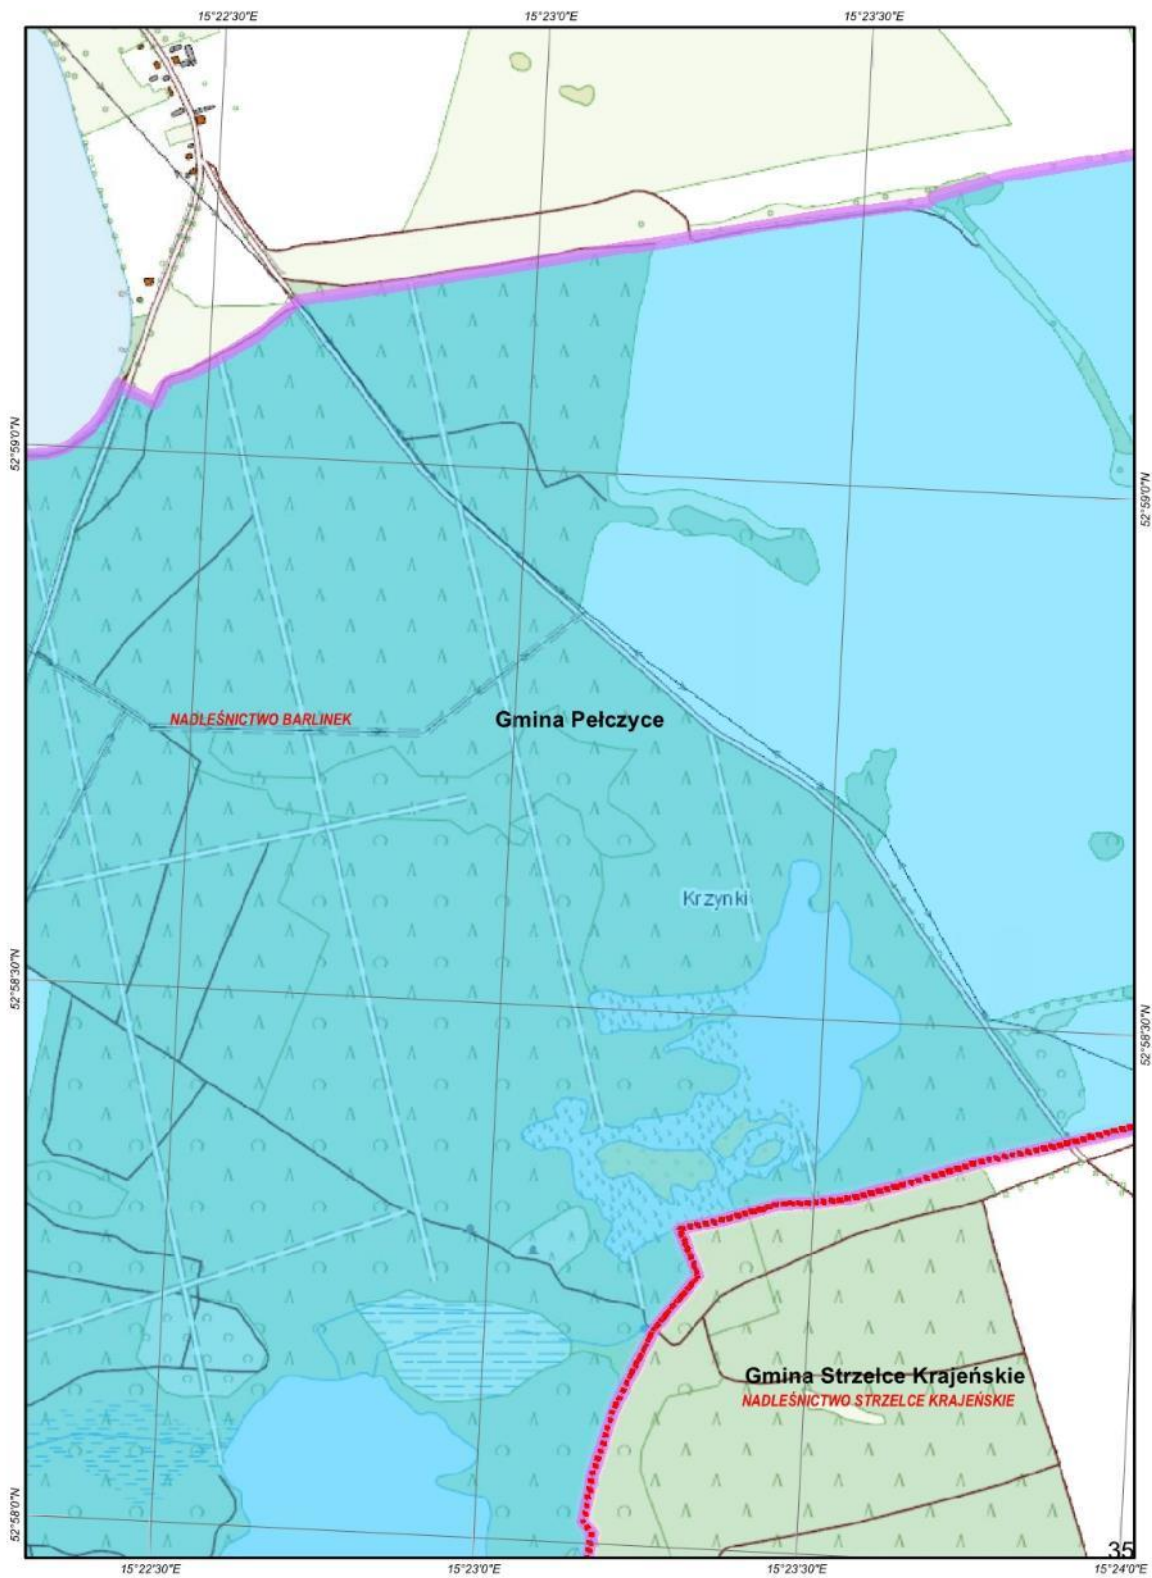 15°22'30"E 15°23'0"E 15°23'30"E
52°59'0"N
52°59'0"N
NADLEŚNICTWO BARLINEK
Gmina Pełczyce
Krzynki
52°58'30"N
52°58'30"N
Gmina Strzelce Krajeńskie
NADLEŚNICTWO STRZELCE KRAJEŃSKIE
52°58'0"N
35
15°22'30"E 15°23'0"E 15°23'30"E 15°24'0"E